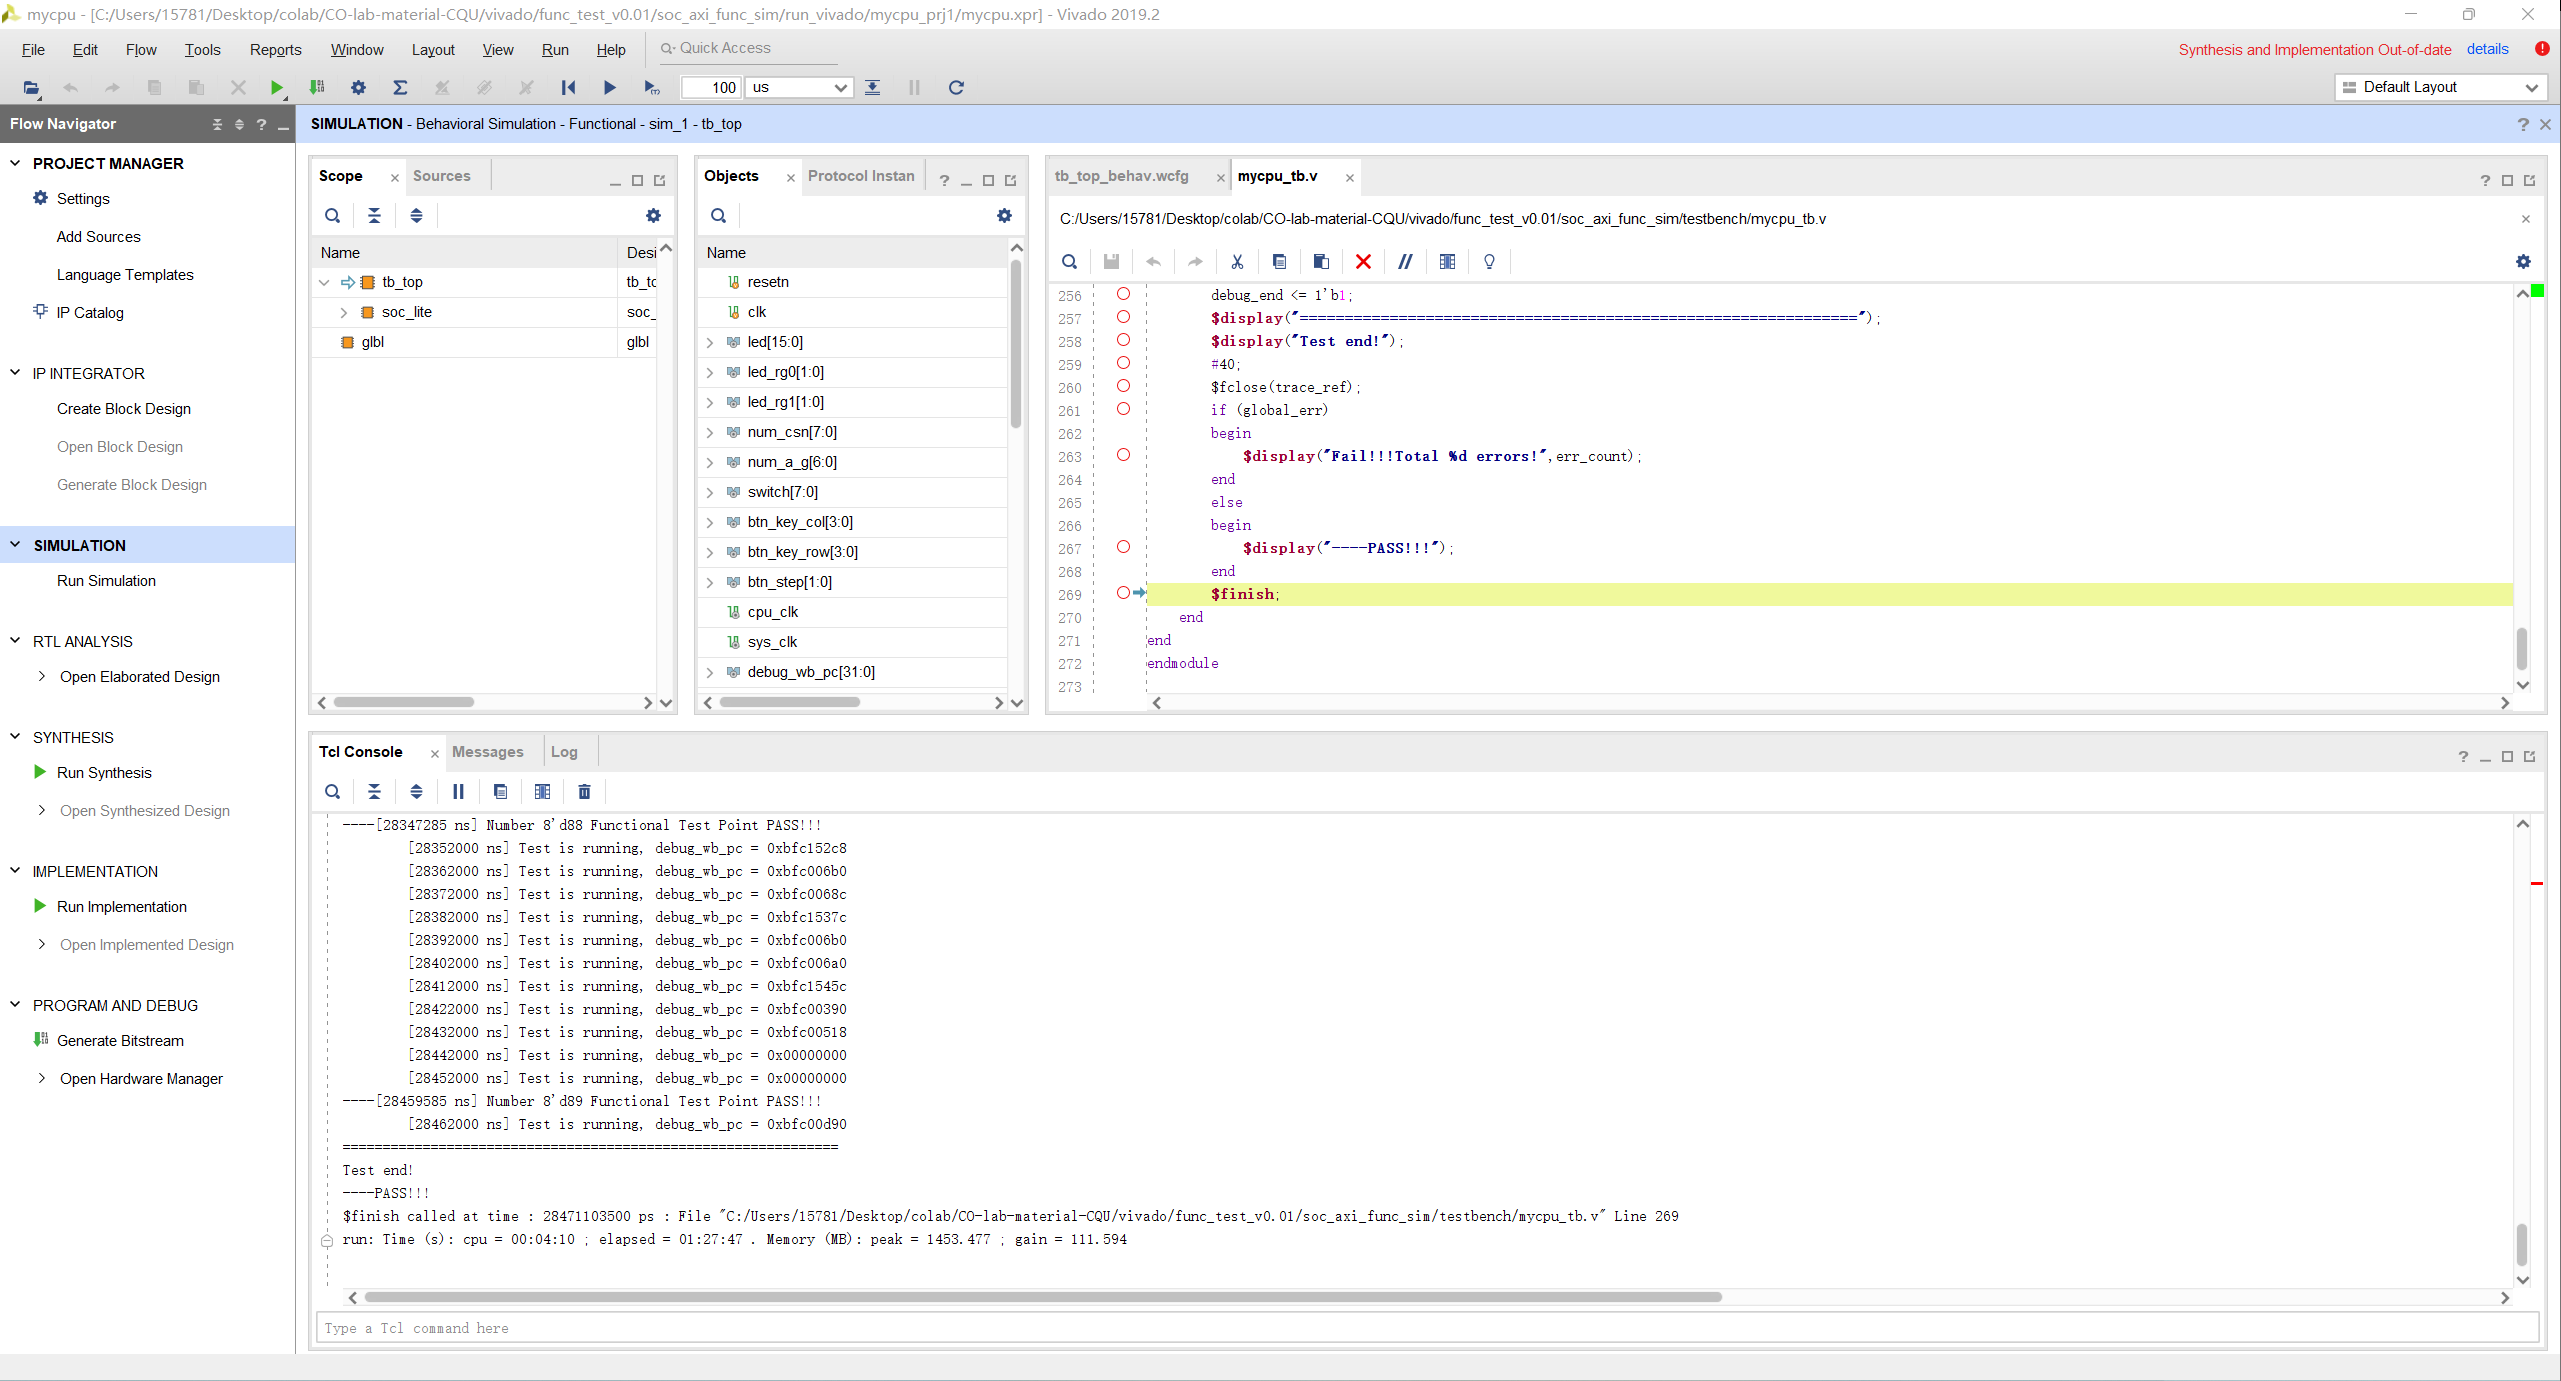 mycpu - [C:/Users/15781/Desktop/colab/CO-lab-material-CQU/vivado/func_test_v0.01/soc_axi_func_sim/run_vivado/mycpu_prj1/mycpu.xpr] - Vivado 2019.2
File Edit Flow Tools Reports Window Layout View Run Help Quick Access
Synthesis and Implementation Out-of-date details
100 us
Default Layout
Flow Navigator
SIMULATION - Behavioral Simulation - Functional - sim_1 - tb_top
PROJECT MANAGER
Settings
Add Sources
Language Templates
IP Catalog
IP INTEGRATOR
Create Block Design
Open Block Design
Generate Block Design
SIMULATION
Run Simulation
RTL ANALYSIS
Open Elaborated Design
SYNTHESIS
Run Synthesis
Open Synthesized Design
IMPLEMENTATION
Run Implementation
Open Implemented Design
PROGRAM AND DEBUG
Generate Bitstream
Open Hardware Manager
Scope Sources
Name Desi
tb_top tb_tc
soc_lite soc_
glbl glbl
Objects Protocol Instan
Name
resetn
clk
led[15:0]
led_rg0[1:0]
led_rg1[1:0]
num_csn[7:0]
num_a_g[6:0]
switch[7:0]
btn_key_col[3:0]
btn_key_row[3:0]
btn_step[1:0]
cpu_clk
sys_clk
debug_wb_pc[31:0]
tb_top_behav.wcfg mycpu_tb.v
C:/Users/15781/Desktop/colab/CO-lab-material-CQU/vivado/func_test_v0.01/soc_axi_func_sim/testbench/mycpu_tb.v
256 debug_end <= 1'b1;
257 $display("==============================================================");
258 $display("Test end!");
259 #40;
260 $fclose(trace_ref);
261 if (global_err)
262 begin
263 $display("Fail!!!Total %d errors!",err_count);
264 end
265 else
266 begin
267 $display("----PASS!!!");
268 end
269 $finish;
270 end
271 end
272 endmodule
273
Tcl Console Messages Log
----[28347285 ns] Number 8'd88 Functional Test Point PASS!!!
[28352000 ns] Test is running, debug_wb_pc = 0xbfc152c8
[28362000 ns] Test is running, debug_wb_pc = 0xbfc006b0
[28372000 ns] Test is running, debug_wb_pc = 0xbfc0068c
[28382000 ns] Test is running, debug_wb_pc = 0xbfc1537c
[28392000 ns] Test is running, debug_wb_pc = 0xbfc006b0
[28402000 ns] Test is running, debug_wb_pc = 0xbfc006a0
[28412000 ns] Test is running, debug_wb_pc = 0xbfc1545c
[28422000 ns] Test is running, debug_wb_pc = 0xbfc00390
[28432000 ns] Test is running, debug_wb_pc = 0xbfc00518
[28442000 ns] Test is running, debug_wb_pc = 0x00000000
[28452000 ns] Test is running, debug_wb_pc = 0x00000000
----[28459585 ns] Number 8'd89 Functional Test Point PASS!!!
[28462000 ns] Test is running, debug_wb_pc = 0xbfc00d90
==============================================================
Test end!
----PASS!!!
$finish called at time : 28471103500 ps : File "C:/Users/15781/Desktop/colab/CO-lab-material-CQU/vivado/func_test_v0.01/soc_axi_func_sim/testbench/mycpu_tb.v" Line 269
run: Time (s): cpu = 00:04:10 ; elapsed = 01:27:47 . Memory (MB): peak = 1453.477 ; gain = 111.594
Type a Tcl command here